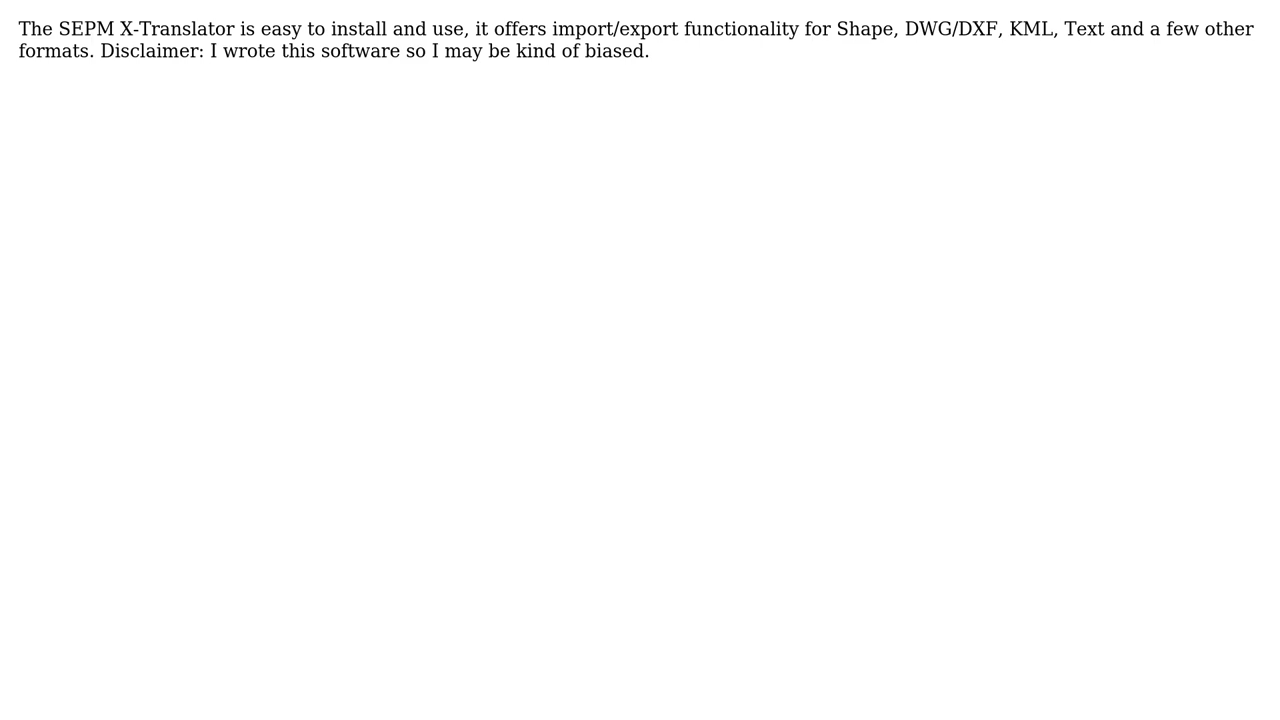 The SEPM X-Translator is easy to install and use, it offers import/export functionality for Shape, DWG/DXF, KML, Text and a few other
formats. Disclaimer: I wrote this software so I may be kind of biased.